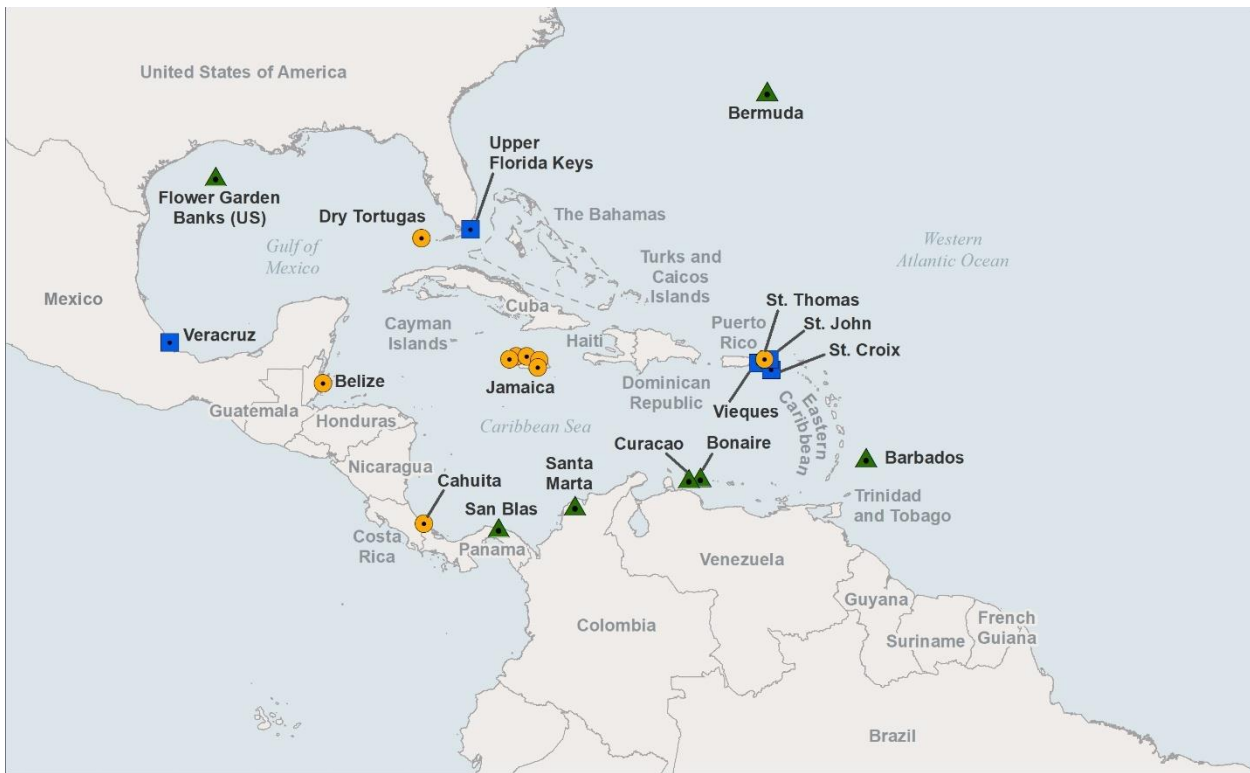 United States of America
Bermuda
Upper
Florida Keys
Flower Garden
Banks (US)
Dry Tortugas
The Bahamas
Gulf of
Mexico
Western
Atlantic Ocean
Turks and
Caicos
Islands
Mexico
Cuba
St. Thomas
Cayman
Islands
Puerto
Rico
St. John
Veracruz
Haiti
St. Croix
Belize
Jamaica
Dominican
Republic
Vieques
Guatemala
Honduras
Caribbean Sea
Eastern
Caribbean
Curacao
Bonaire
Barbados
Nicaragua
Santa
Marta
Cahuita
San Blas
Trinidad
and Tobago
Costa
Rica
Panama
Venezuela
Guyana
Colombia
Suriname
French
Guiana
Brazil